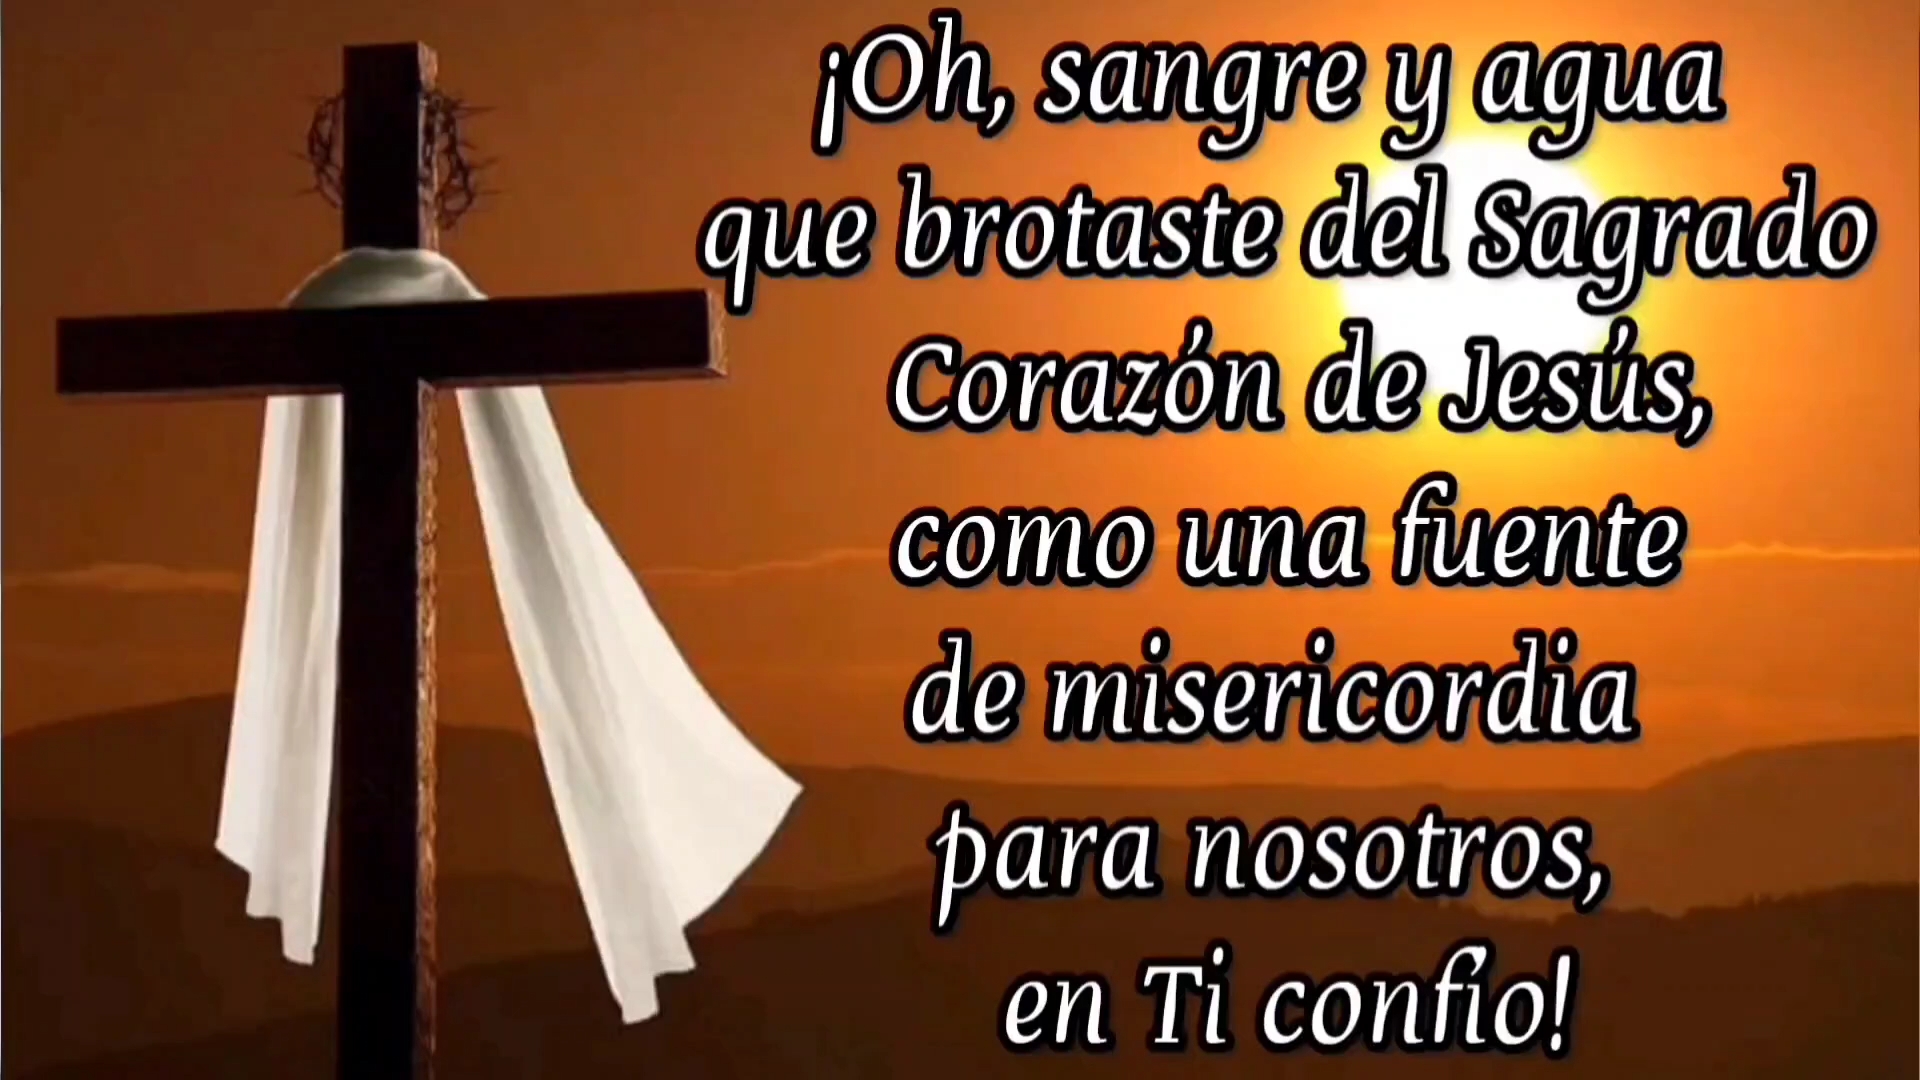 ¡Oh, sangre y agua
que brotaste del Sagrado
Corazón de Jesús,
como una fuente
de misericordia
para nosotros,
en Ti confío!